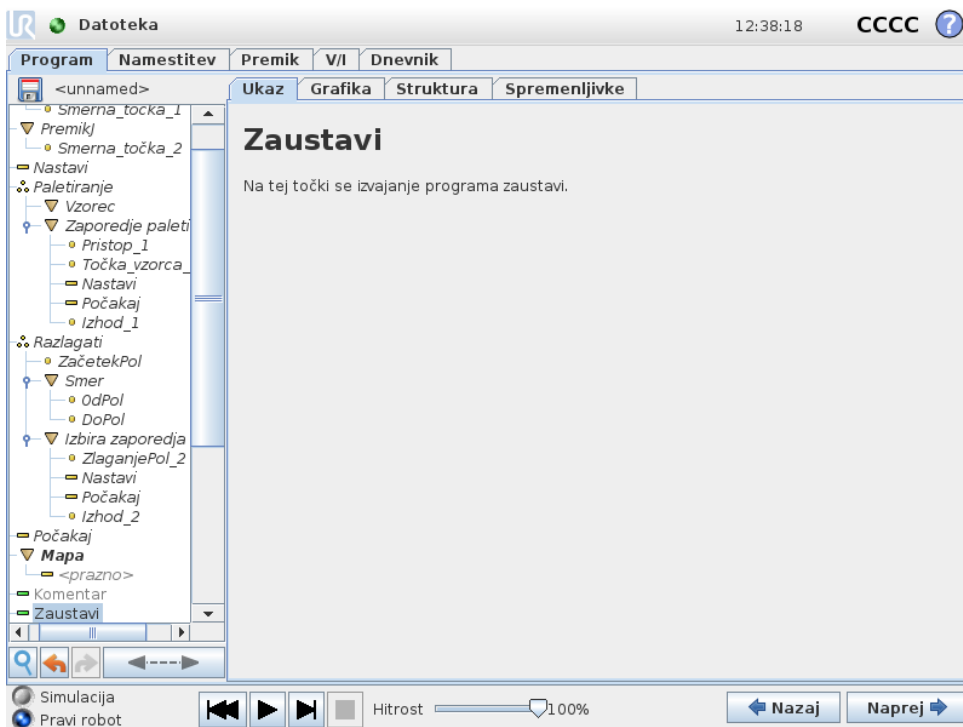 Datoteka 12:38:18 CCCC ?
Program Namestitev Premik V/I Dnevnik
<unnamed> Ukaz Grafika Struktura Spremenljivke
Smerna_točka_1
PremikJ
Smerna_točka_2
Nastavi
Paletiranje
Vzorec
Zaporedje paleti
Pristop_1
Točka_vzorca_
Nastavi
Počakaj
Izhod_1
Razlagati
ZačetekPol
Smer
OdPol
DoPol
Izbira zaporedja
ZlaganjePol_2
Nastavi
Počakaj
Izhod_2
Počakaj
Mapa
<prazno>
Komentar
Zaustavi
Zaustavi
Na tej točki se izvajanje programa zaustavi.
Simulacija
Pravi robot
Hitrost 100%
Nazaj Naprej